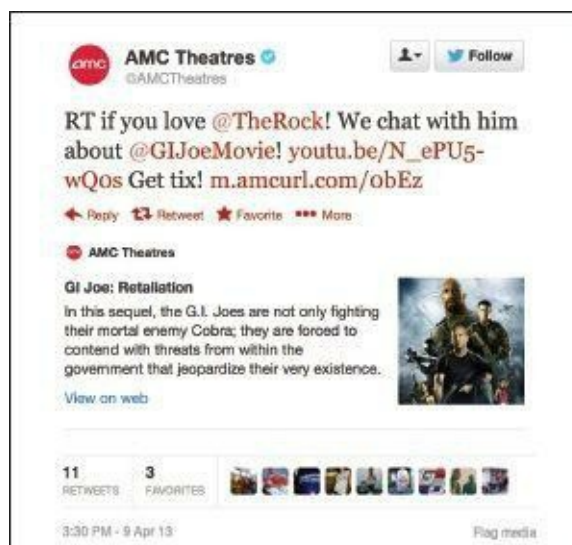 amc
AMC Theatres
@AMCTheatres
Follow
RT if you love @TheRock! We chat with him
about @GIJoeMovie! youtu.be/N_ePU5-
wQ0s Get tix! m.amcurl.com/0bEz
Reply Retweet Favorite More
AMC Theatres
GI Joe: Retaliation
In this sequel, the G.I. Joes are not only fighting
their mortal enemy Cobra; they are forced to
contend with threats from within the
government that jeopardize their very existence.
View on web
11 3
RETWEETS FAVORITES
3:30 PM - 9 Apr 13 Flag media